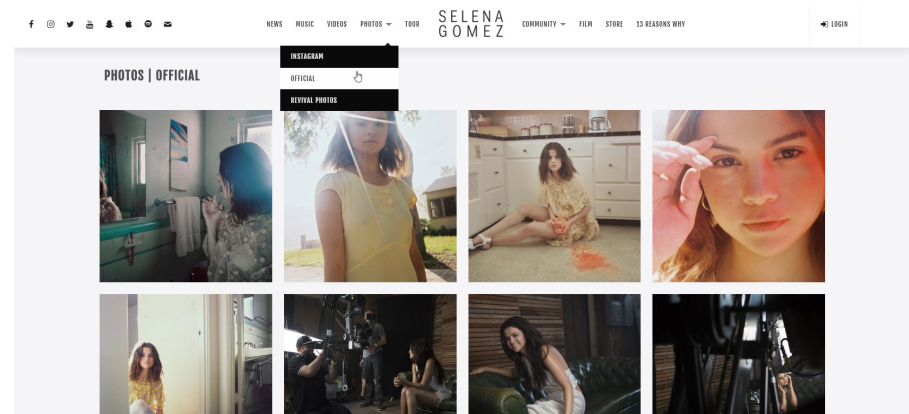 NEWS MUSIC VIDEOS PHOTOS TOUR SELENA GOMEZ COMMUNITY FILM STORE 13 REASONS WHY LOGIN
INSTAGRAM
PHOTOS | OFFICIAL
OFFICIAL
REVIVAL PHOTOS